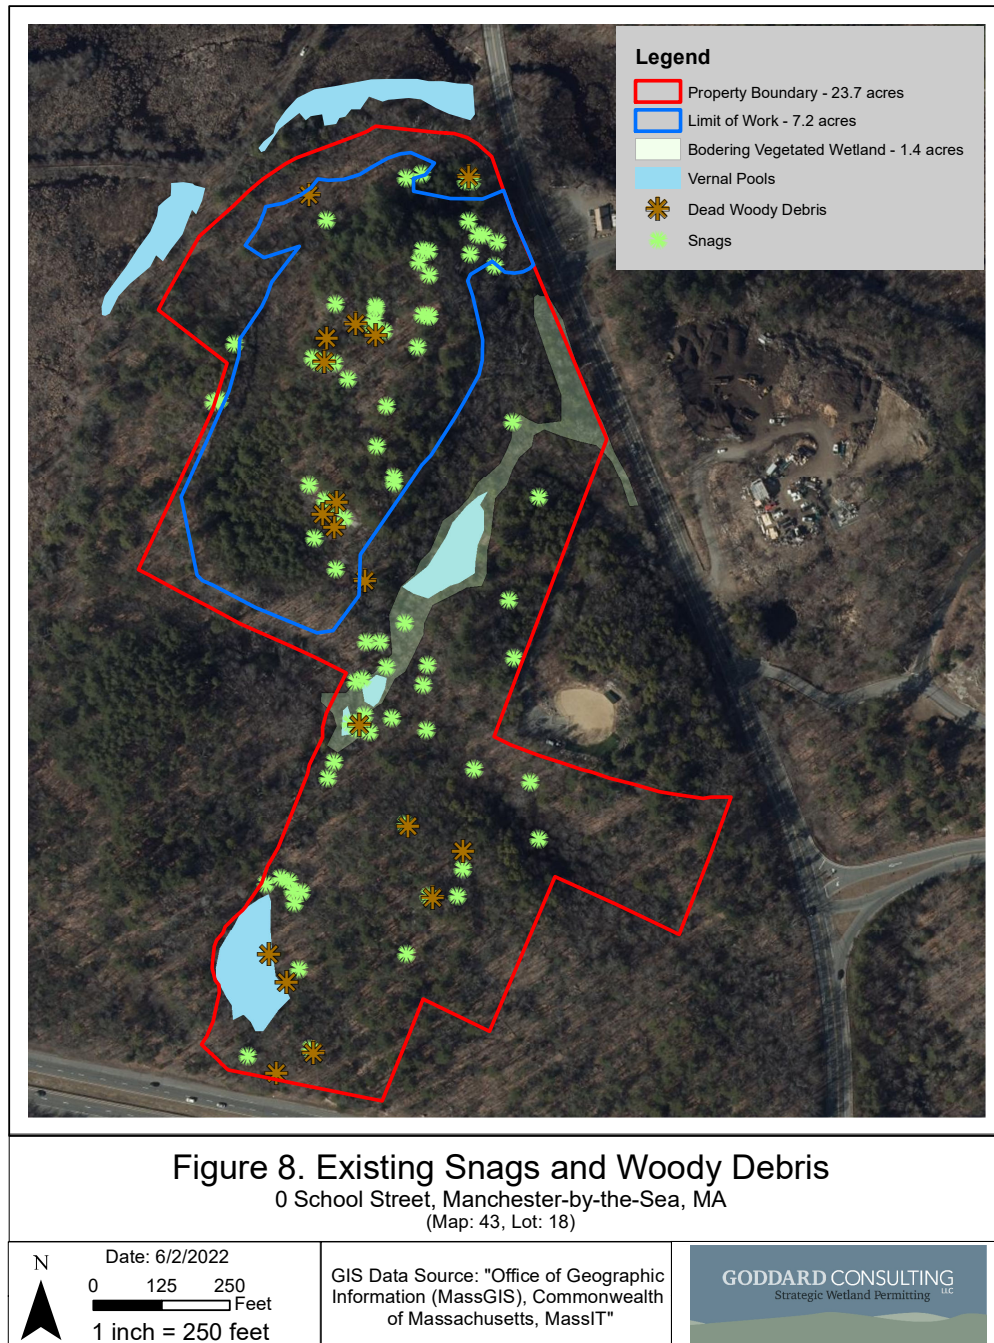 Legend
Property Boundary - 23.7 acres
Limit of Work - 7.2 acres
Bodering Vegetated Wetland - 1.4 acres
Vernal Pools
Dead Woody Debris
Snags
Figure 8. Existing Snags and Woody Debris
0 School Street, Manchester-by-the-Sea, MA
(Map: 43, Lot: 18)
N
Date: 6/2/2022
0 125 250
Feet
1 inch = 250 feet
GIS Data Source: "Office of Geographic
Information (MassGIS), Commonwealth
of Massachusetts, MassIT"
GODDARD CONSULTING
LLC
Strategic Wetland Permitting